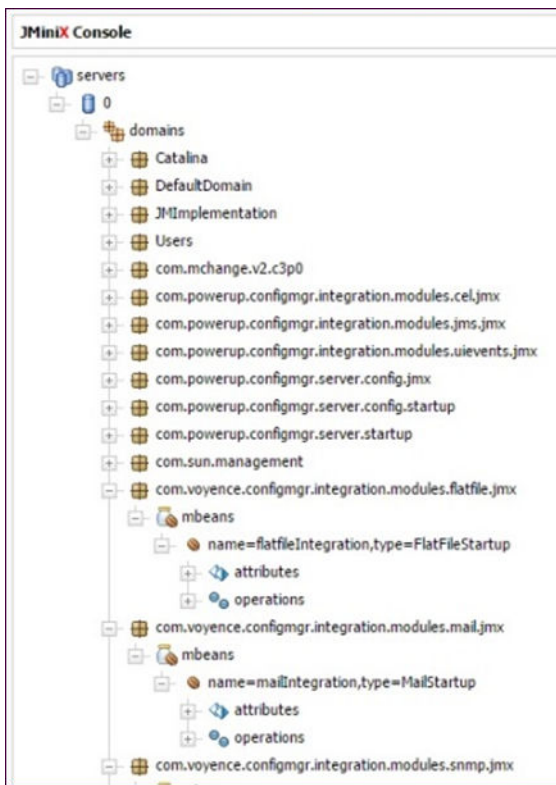 JMiniX Console
servers
0
domains
Catalina
DefaultDomain
JMImplementation
Users
com.mchange.v2.c3p0
com.powerup.configmgr.integration.modules.cel.jmx
com.powerup.configmgr.integration.modules.jms.jmx
com.powerup.configmgr.integration.modules.uievents.jmx
com.powerup.configmgr.server.config.jmx
com.powerup.configmgr.server.config.startup
com.powerup.configmgr.server.startup
com.sun.management
com.voyence.configmgr.integration.modules.flatfile.jmx
mbeans
name=flatfileIntegration,type=FlatFileStartup
attributes
operations
com.voyence.configmgr.integration.modules.mail.jmx
mbeans
name=mailIntegration,type=MailStartup
attributes
operations
com.voyence.configmgr.integration.modules.snmp.jmx